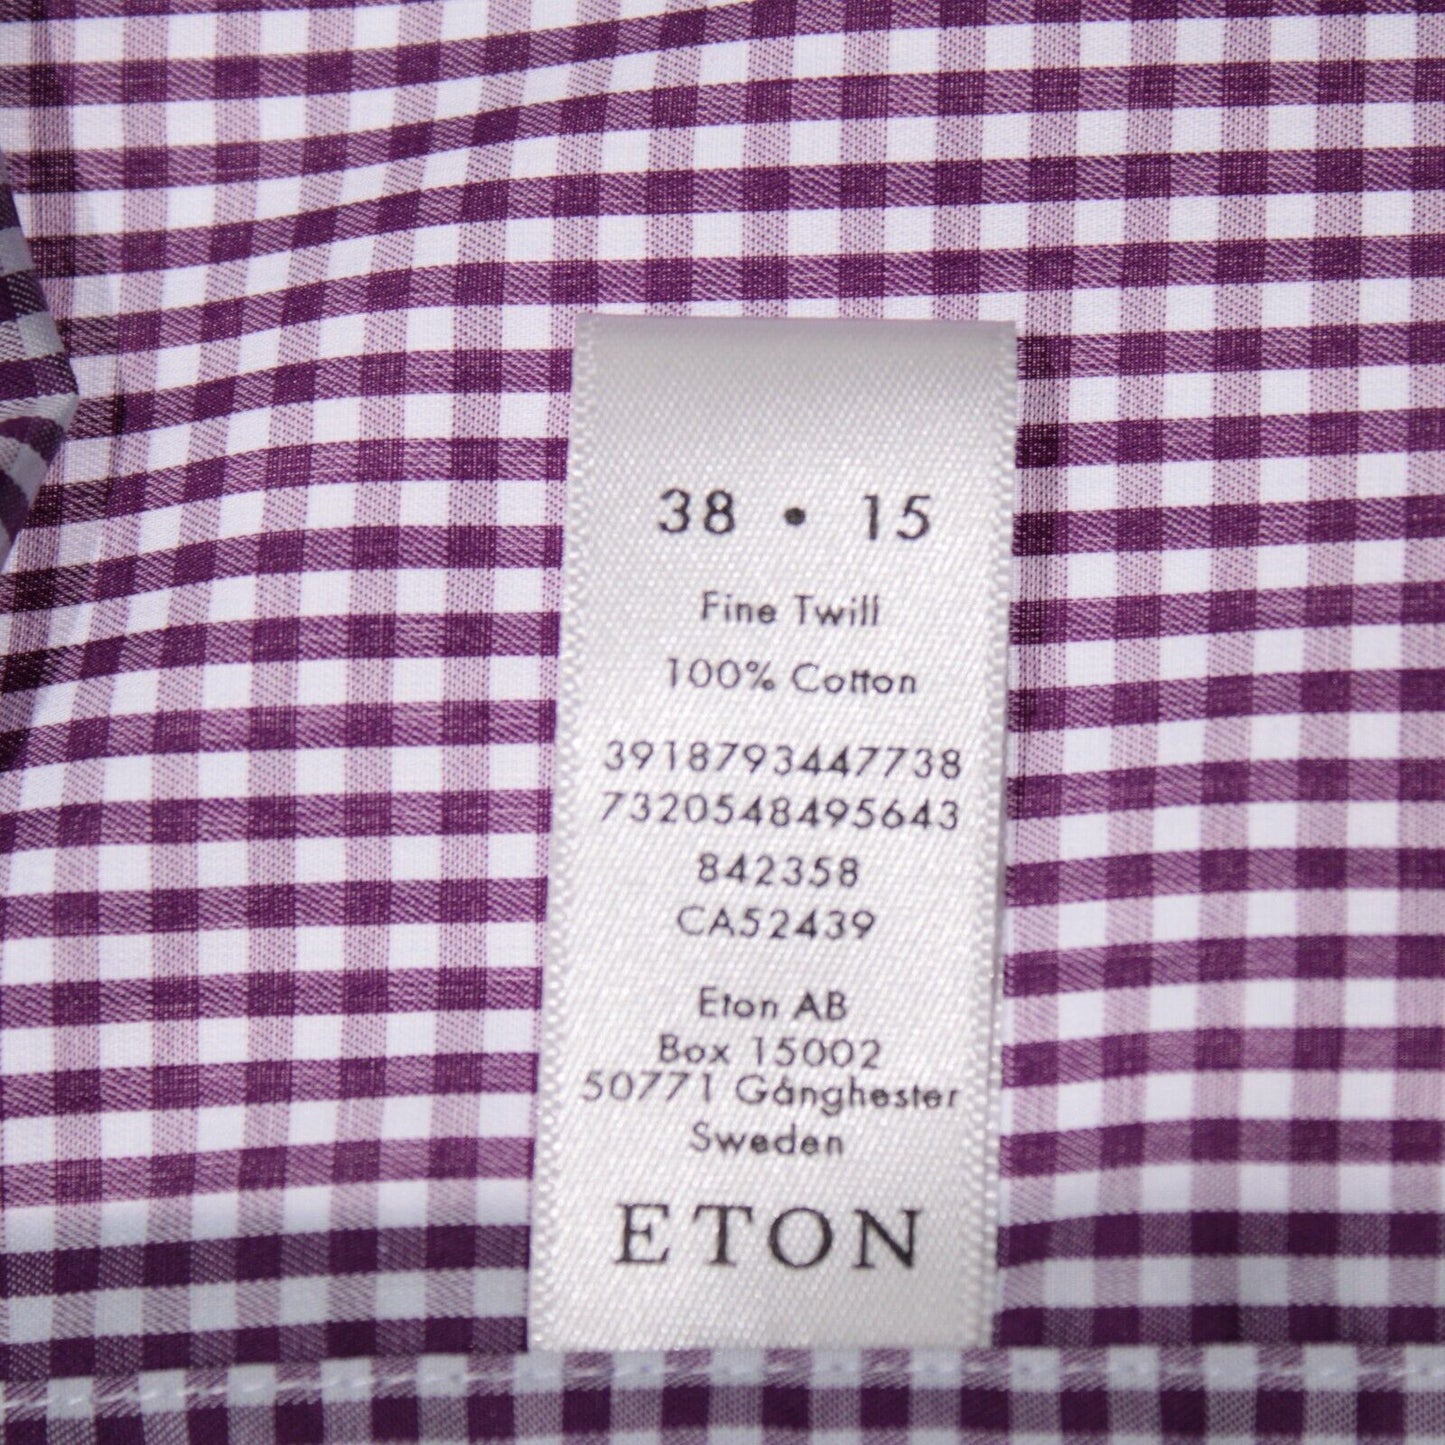 38 • 15
Fine Twill
100% Cotton
3918793447738
7320548495643
842358
CA52439
Eton AB
Box 15002
50771 Gånghester
Sweden
ETON